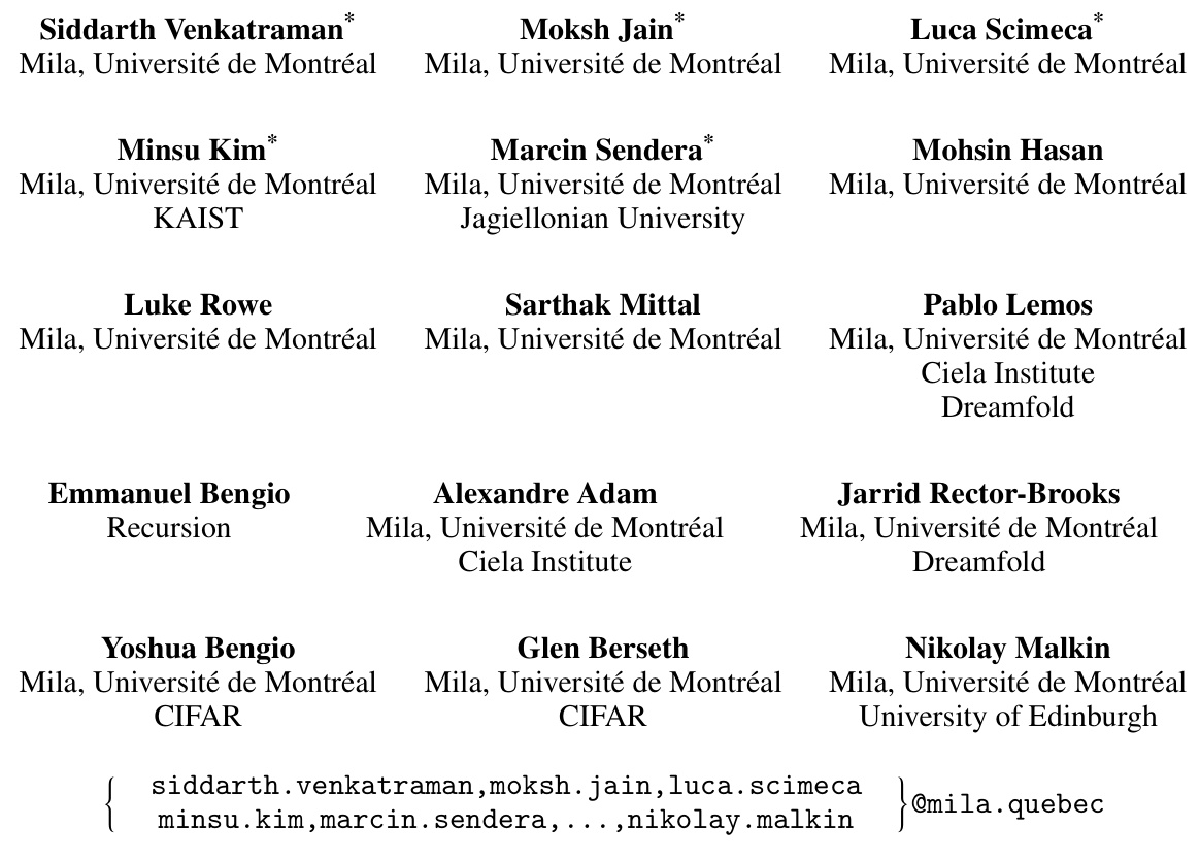 Siddarth Venkatraman* Moksh Jain* Luca Scimeca*
Mila, Université de Montréal Mila, Université de Montréal Mila, Université de Montréal
Minsu Kim* Marcin Sendera* Mohsin Hasan
Mila, Université de Montréal Mila, Université de Montréal Mila, Université de Montréal
KAIST Jagiellonian University
Luke Rowe Sarthak Mittal Pablo Lemos
Mila, Université de Montréal Mila, Université de Montréal Mila, Université de Montréal
Ciela Institute
Dreamfold
Emmanuel Bengio Alexandre Adam Jarrid Rector-Brooks
Recursion Mila, Université de Montréal Mila, Université de Montréal
Ciela Institute Dreamfold
Yoshua Bengio Glen Berseth Nikolay Malkin
Mila, Université de Montréal Mila, Université de Montréal Mila, Université de Montréal
CIFAR CIFAR University of Edinburgh
{ siddarth.venkatraman,moksh.jain,luca.scimeca
minsu.kim,marcin.sendera,...,nikolay.malkin }@mila.quebec